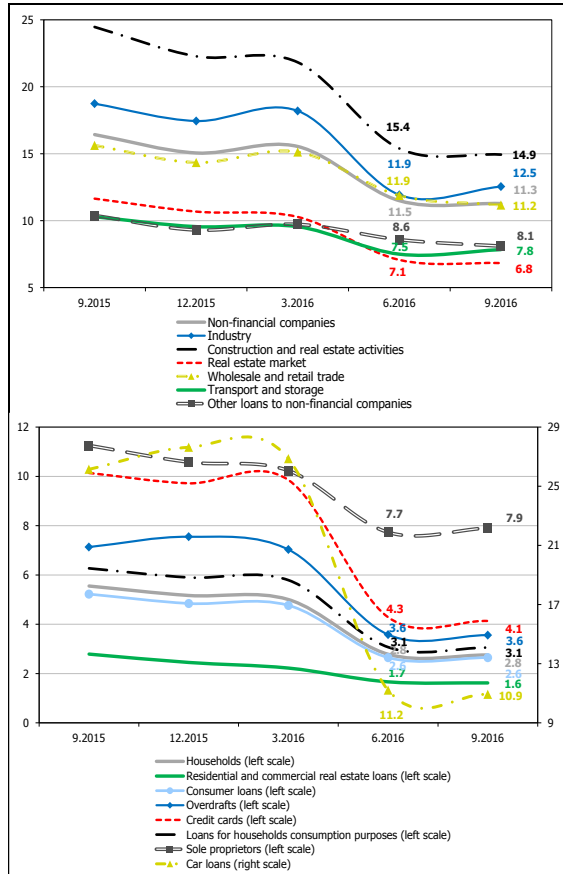 25
20
15
10
5
15.4
14.9
11.9
12.5
11.9
11.3
11.5
11.2
8.6
8.1
7.5
7.8
7.1
6.8
9.2015 12.2015 3.2016 6.2016 9.2016
Non-financial companies
Industry
Construction and real estate activities
Real estate market
Wholesale and retail trade
Transport and storage
Other loans to non-financial companies
12 29
10 25
8 21
6 17
4 13
2
0 9
7.7 7.9
4.3 4.1
3.6 3.6
3.1 3.1
2.8 2.8
2.6 2.6
1.7 1.6
11.2 10.9
9.2015 12.2015 3.2016 6.2016 9.2016
Households (left scale)
Residential and commercial real estate loans (left scale)
Consumer loans (left scale)
Overdrafts (left scale)
Credit cards (left scale)
Loans for households consumption purposes (left scale)
Sole proprietors (left scale)
Car loans (right scale)